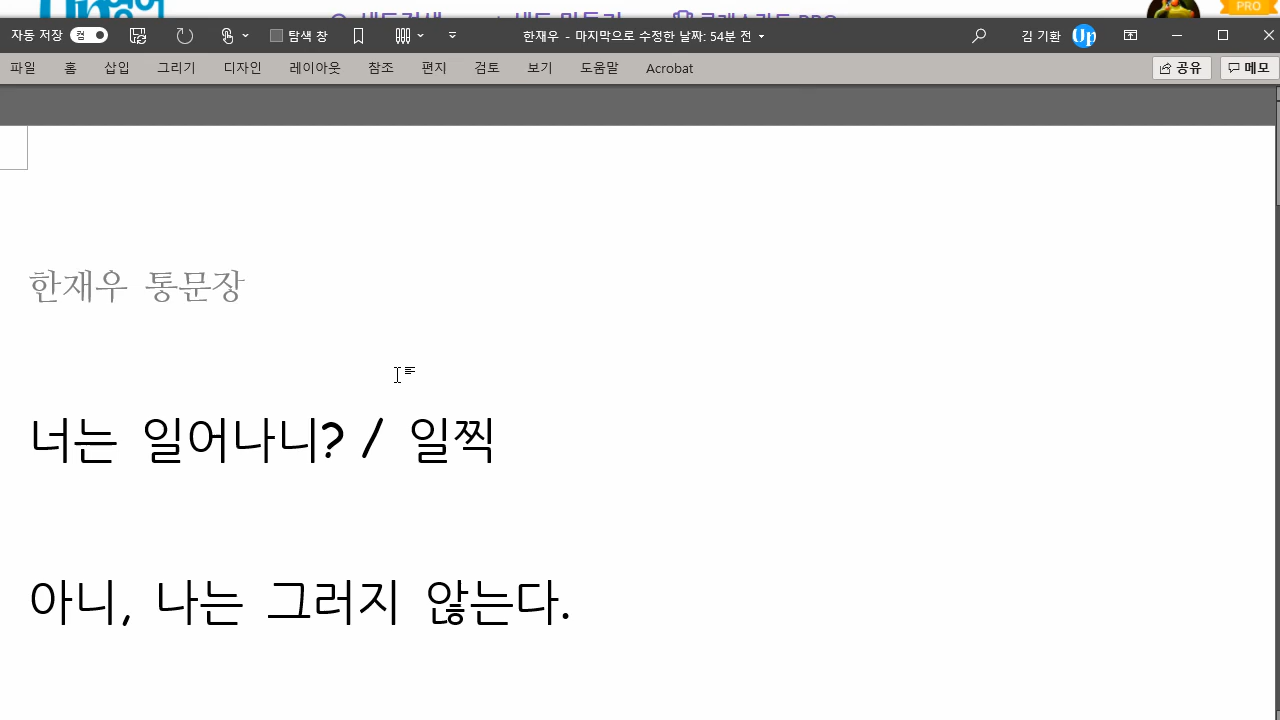 PRO
자동 저장 컴 탐색 창 한재우 - 마지막으로 수정한 날짜: 54분 전 김 기환 Up
파일 홈 삽입 그리기 디자인 레이아웃 참조 편지 검토 보기 도움말 Acrobat 공유 메모
한재우 통문장
너는 일어나니? / 일찍
아니, 나는 그러지 않는다.